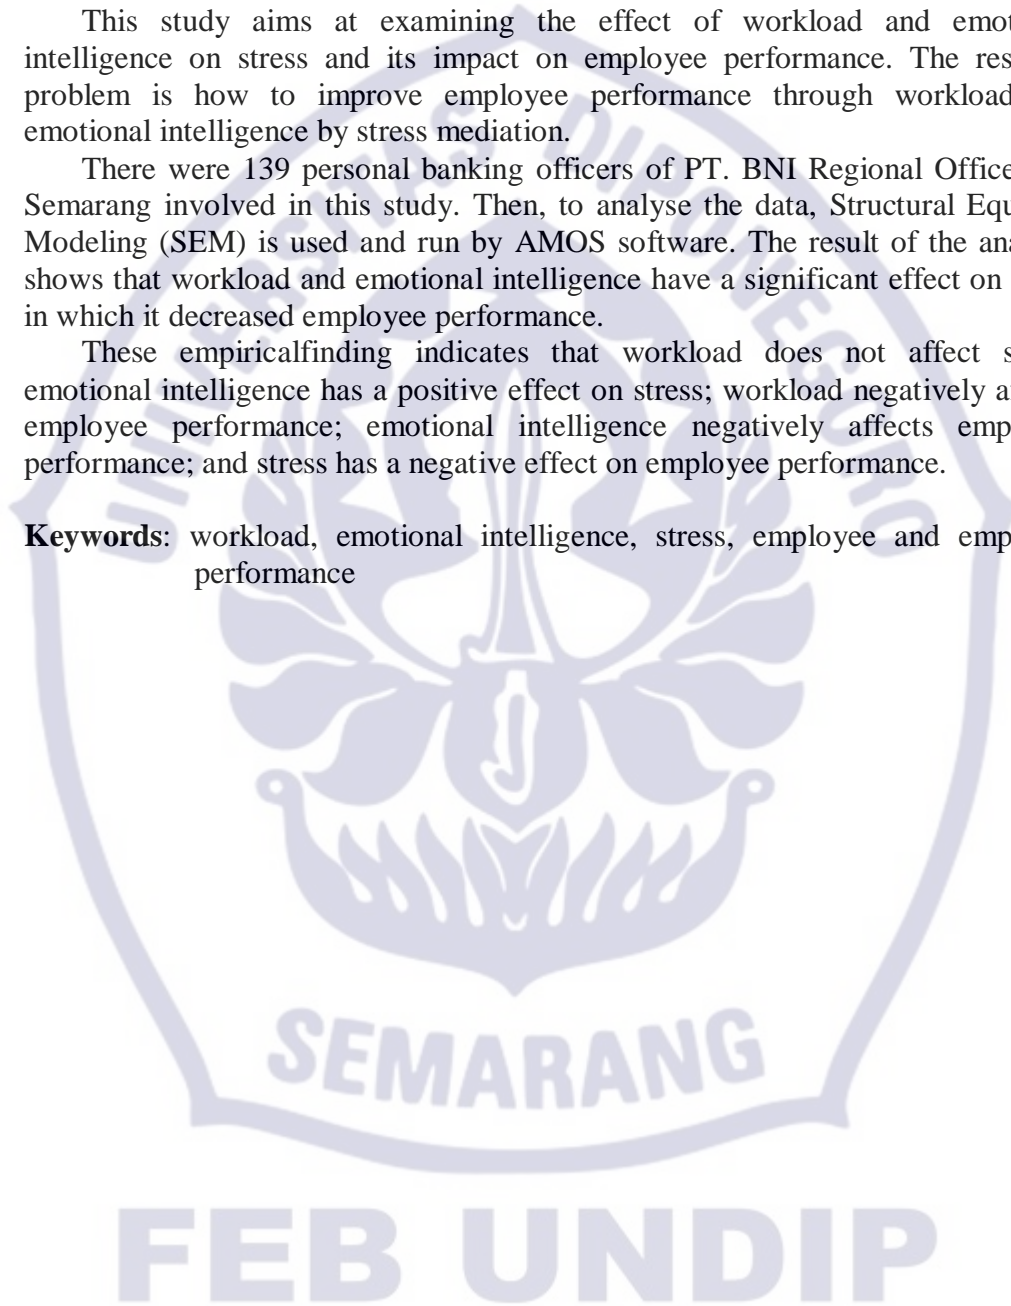 This study aims at examining the effect of workload and emot
intelligence on stress and its impact on employee performance. The res
problem is how to improve employee performance through workload
emotional intelligence by stress mediation.
There were 139 personal banking officers of PT. BNI Regional Office
Semarang involved in this study. Then, to analyse the data, Structural Equ
Modeling (SEM) is used and run by AMOS software. The result of the ana
shows that workload and emotional intelligence have a significant effect on
in which it decreased employee performance.
These empiricalfinding indicates that workload does not affect s
emotional intelligence has a positive effect on stress; workload negatively a
employee performance; emotional intelligence negatively affects emp
performance; and stress has a negative effect on employee performance.
Keywords: workload, emotional intelligence, stress, employee and emp
performance
UNIVERSITAS DIPONEGORO
SEMARANG
FEB UNDIP